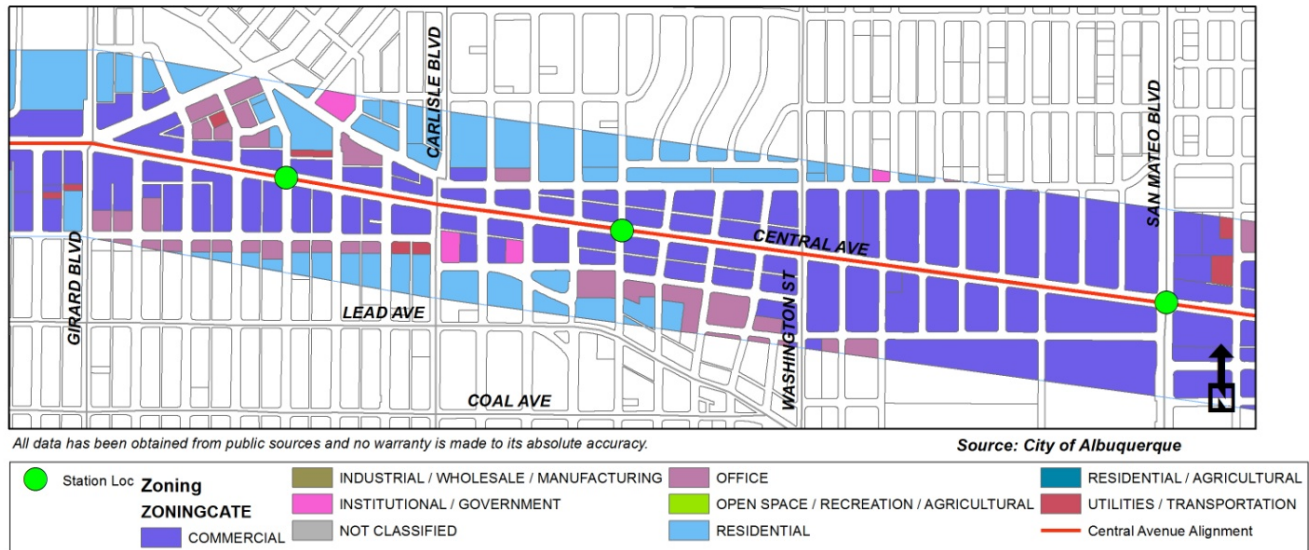 CARLISLE BLVD
SAN MATEO BLVD
CENTRAL AVE
GIRARD BLVD
WASHINGTON ST
LEAD AVE
COAL AVE
N
All data has been obtained from public sources and no warranty is made to its absolute accuracy.
Source: City of Albuquerque
Station Loc
Zoning
ZONINGCATE
COMMERCIAL
INDUSTRIAL / WHOLESALE / MANUFACTURING
INSTITUTIONAL / GOVERNMENT
NOT CLASSIFIED
OFFICE
OPEN SPACE / RECREATION / AGRICULTURAL
RESIDENTIAL
RESIDENTIAL / AGRICULTURAL
UTILITIES / TRANSPORTATION
Central Avenue Alignment